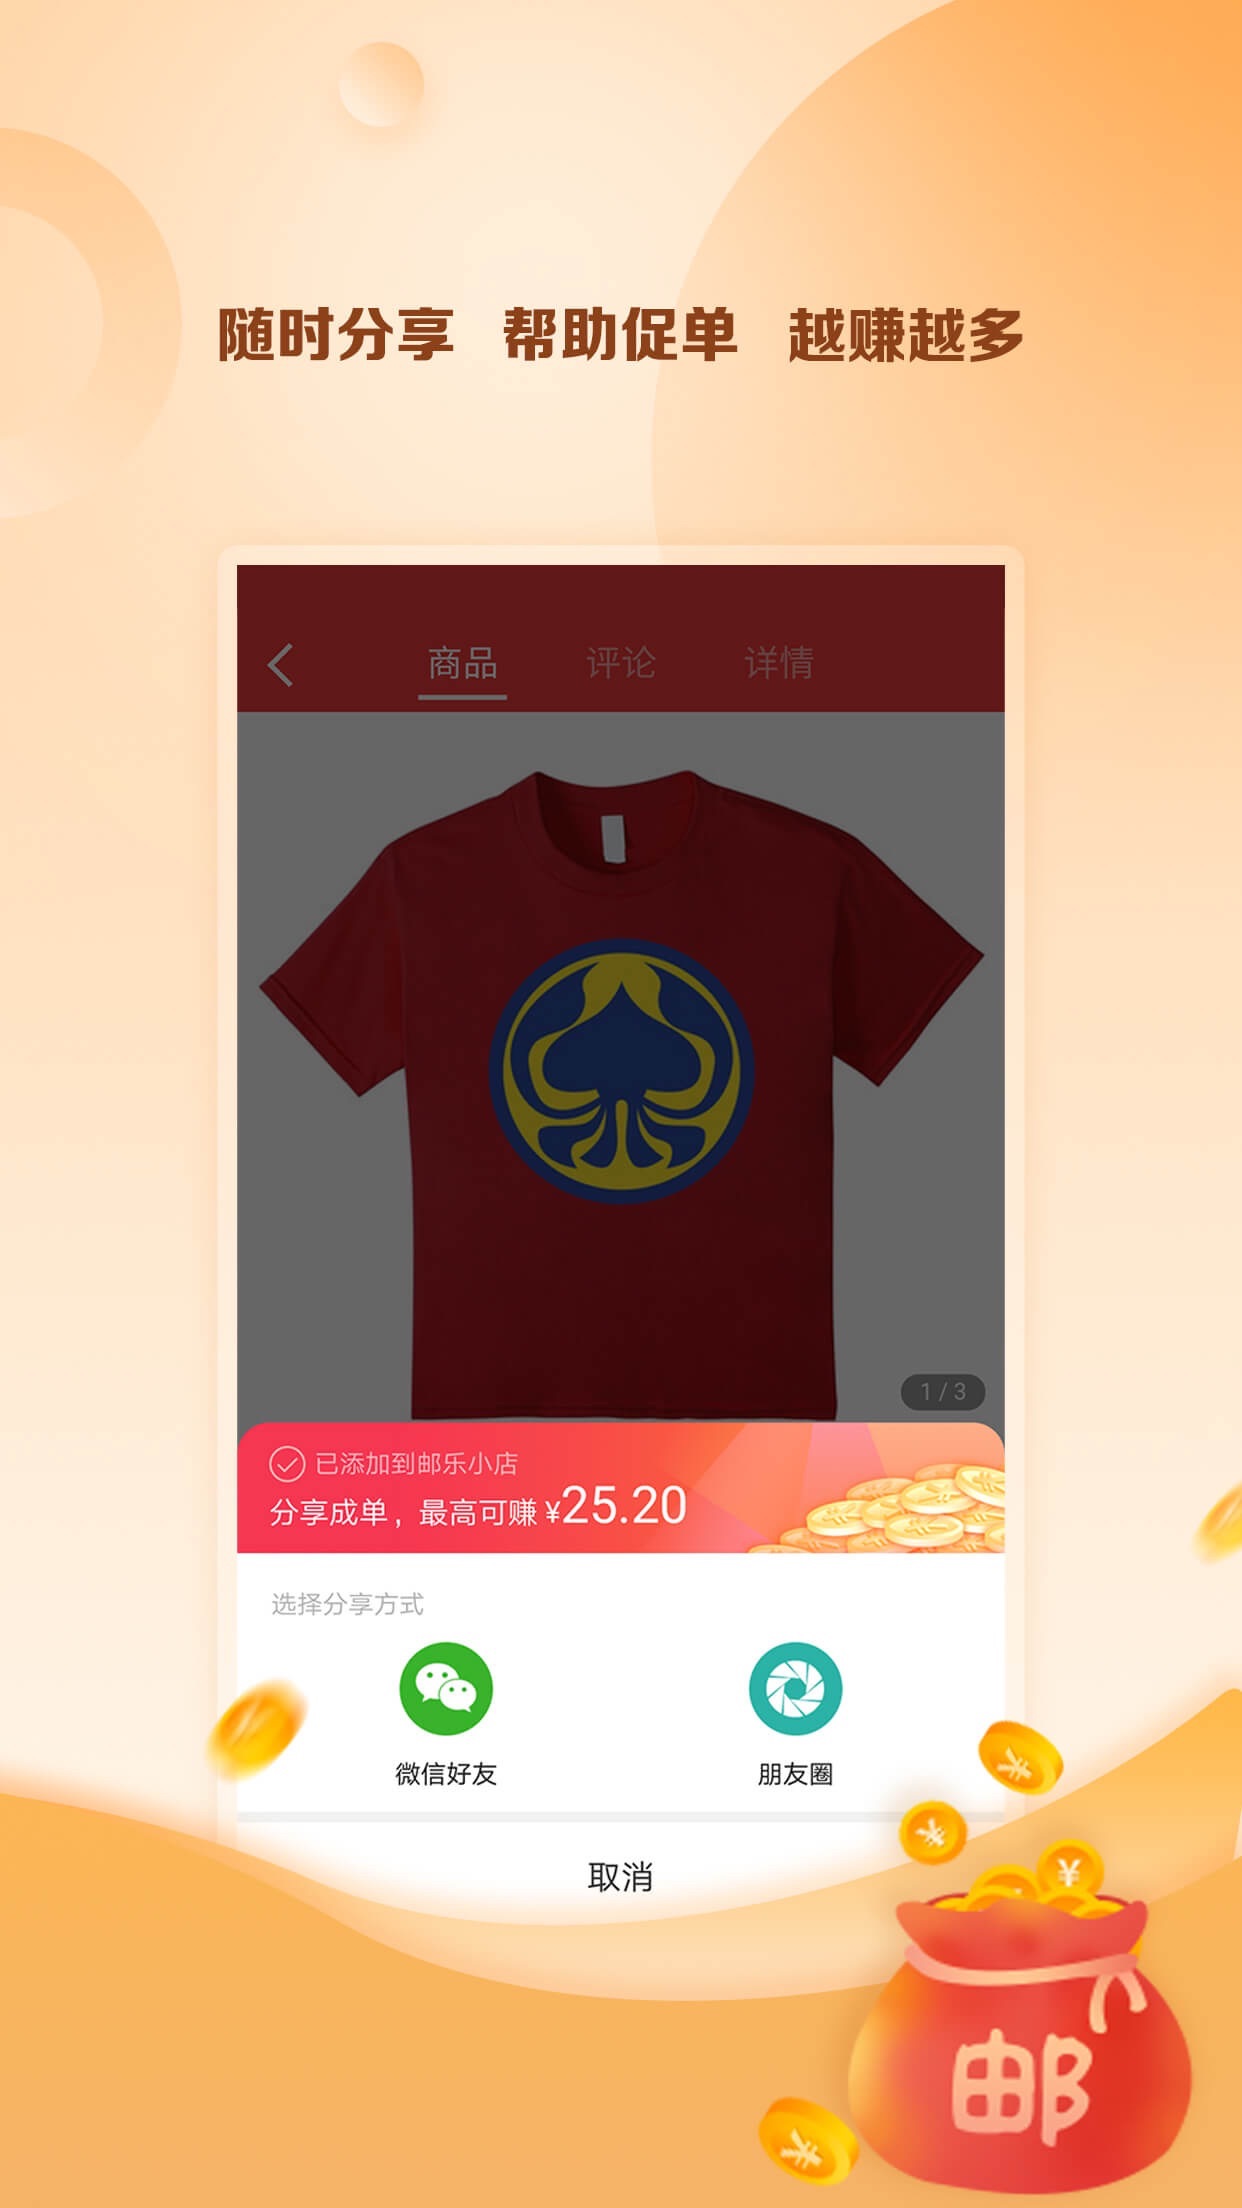 随时分享 帮助促单 越赚越多
商品 评论 详情
1 / 3
已添加到邮乐小店
分享成单，最高可赚 ¥25.20
选择分享方式
微信好友 朋友圈
取消
邮